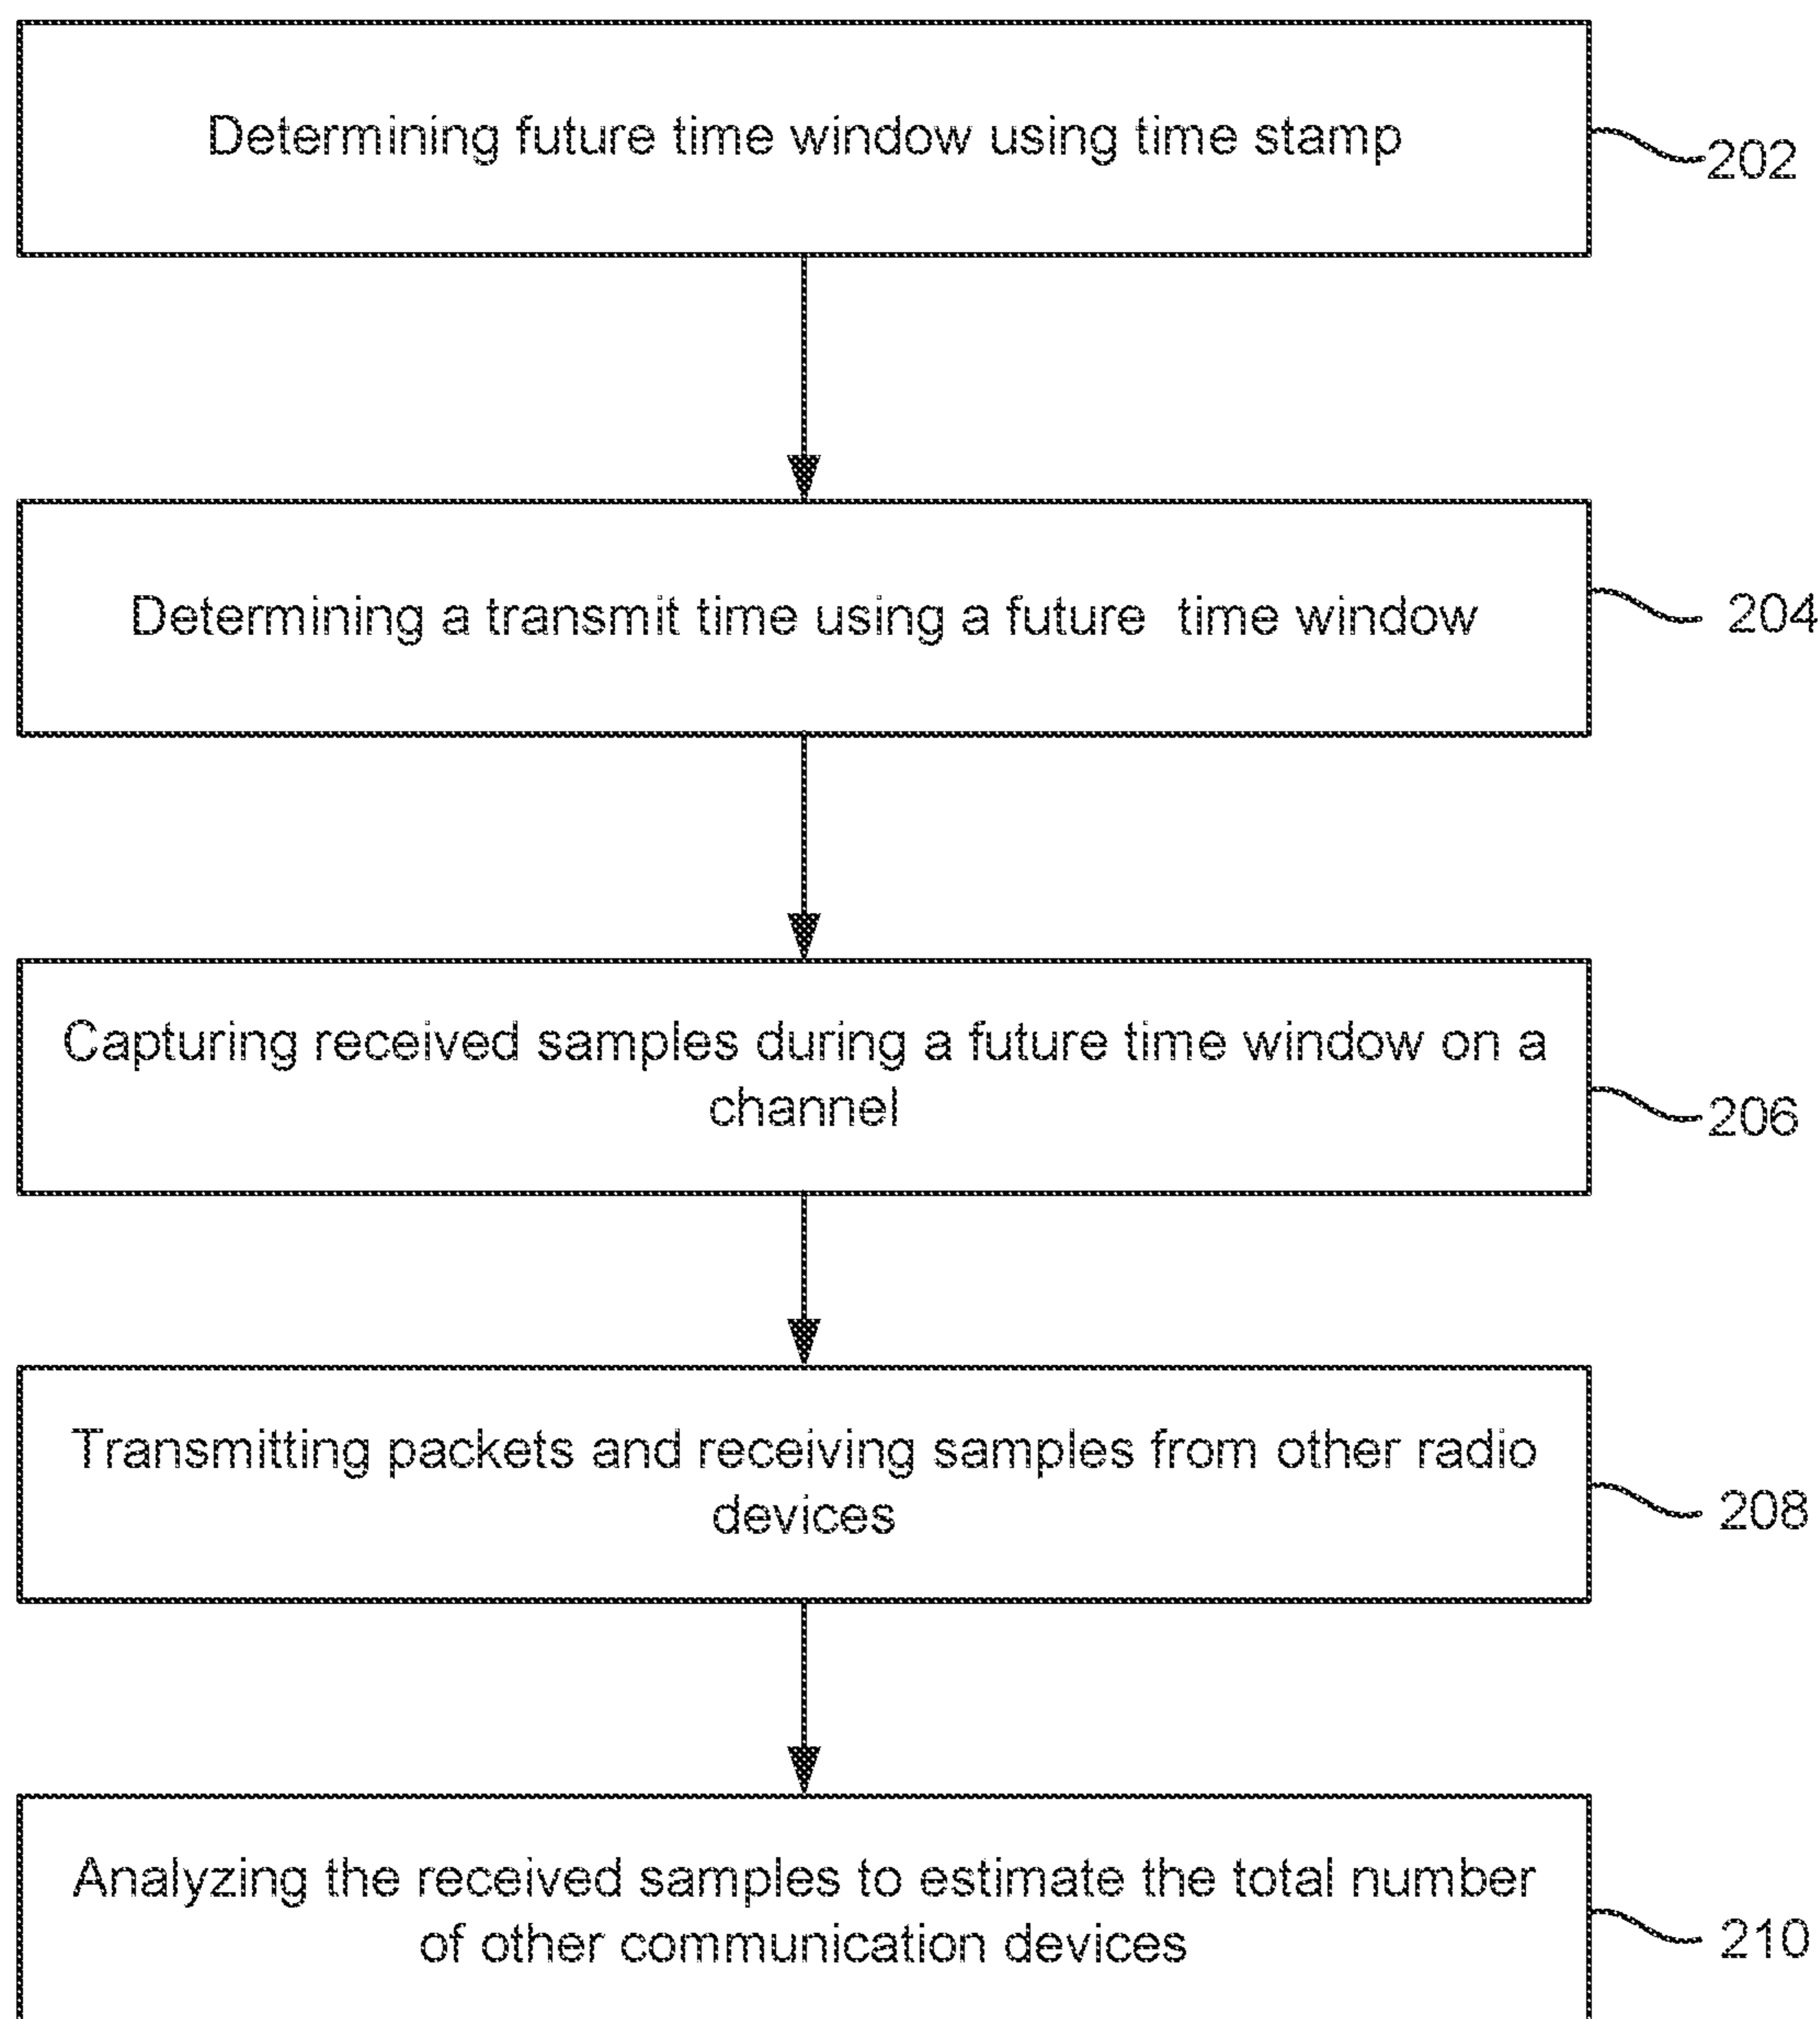 Determining future time window using time stamp
202
Determining a transmit time using a future time window
204
Capturing received samples during a future time window on a
channel
206
Transmitting packets and receiving samples from other radio
devices
208
Analyzing the received samples to estimate the total number
of other communication devices
210